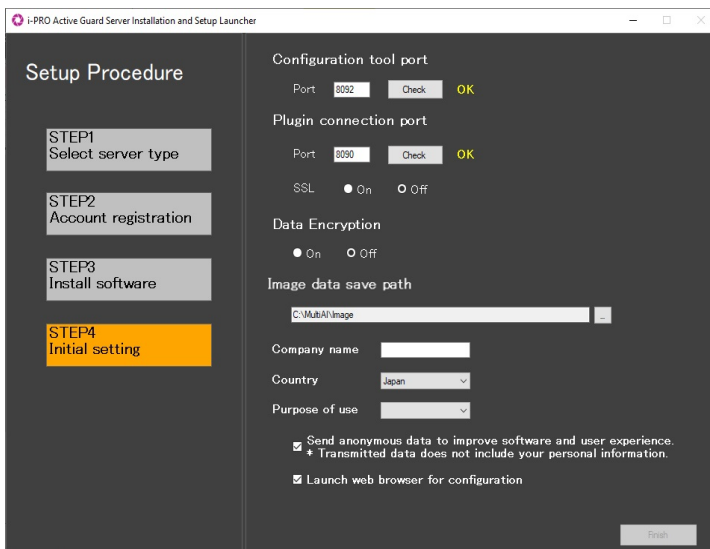 i-PRO Active Guard Server Installation and Setup Launcher
Setup Procedure
STEP1
Select server type
STEP2
Account registration
STEP3
Install software
STEP4
Initial setting
Configuration tool port
Port 8092 Check OK
Plugin connection port
Port 8090 Check OK
SSL On Off
Data Encryption
On Off
Image data save path
C:\MultiAI\Image ...
Company name
Country Japan
Purpose of use
Send anonymous data to improve software and user experience.
* Transmitted data does not include your personal information.
Launch web browser for configuration
Finish